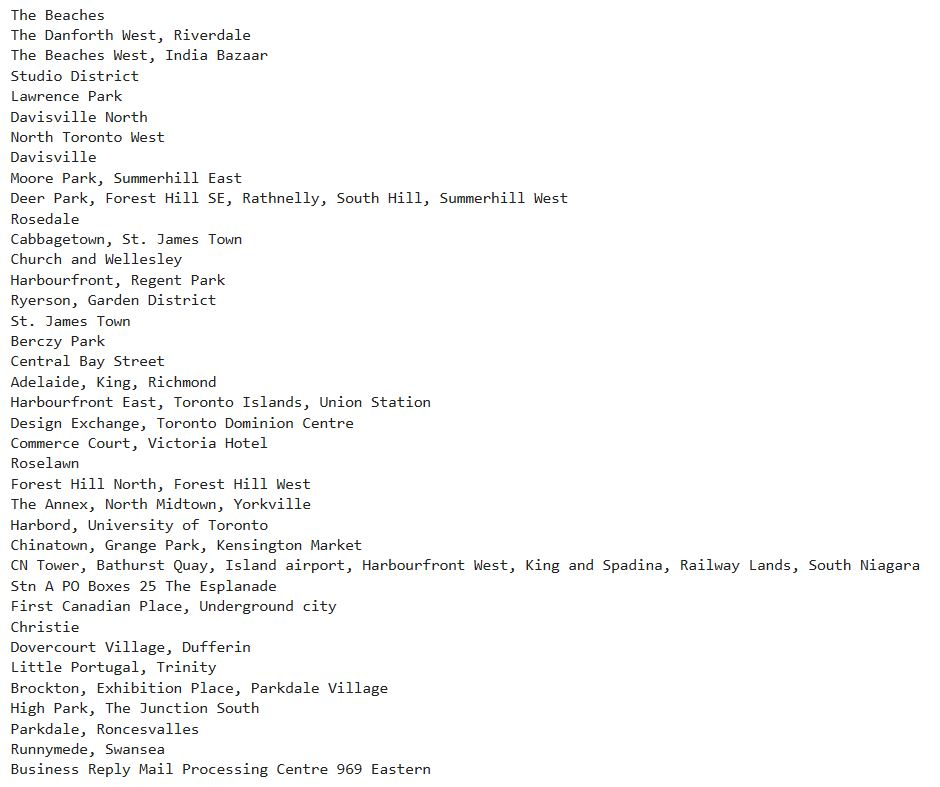 The Beaches
The Danforth West, Riverdale
The Beaches West, India Bazaar
Studio District
Lawrence Park
Davisville North
North Toronto West
Davisville
Moore Park, Summerhill East
Deer Park, Forest Hill SE, Rathnelly, South Hill, Summerhill West
Rosedale
Cabbagetown, St. James Town
Church and Wellesley
Harbourfront, Regent Park
Ryerson, Garden District
St. James Town
Berczy Park
Central Bay Street
Adelaide, King, Richmond
Harbourfront East, Toronto Islands, Union Station
Design Exchange, Toronto Dominion Centre
Commerce Court, Victoria Hotel
Roselawn
Forest Hill North, Forest Hill West
The Annex, North Midtown, Yorkville
Harbord, University of Toronto
Chinatown, Grange Park, Kensington Market
CN Tower, Bathurst Quay, Island airport, Harbourfront West, King and Spadina, Railway Lands, South Niagara
Stn A PO Boxes 25 The Esplanade
First Canadian Place, Underground city
Christie
Dovercourt Village, Dufferin
Little Portugal, Trinity
Brockton, Exhibition Place, Parkdale Village
High Park, The Junction South
Parkdale, Roncesvalles
Runnymede, Swansea
Business Reply Mail Processing Centre 969 Eastern